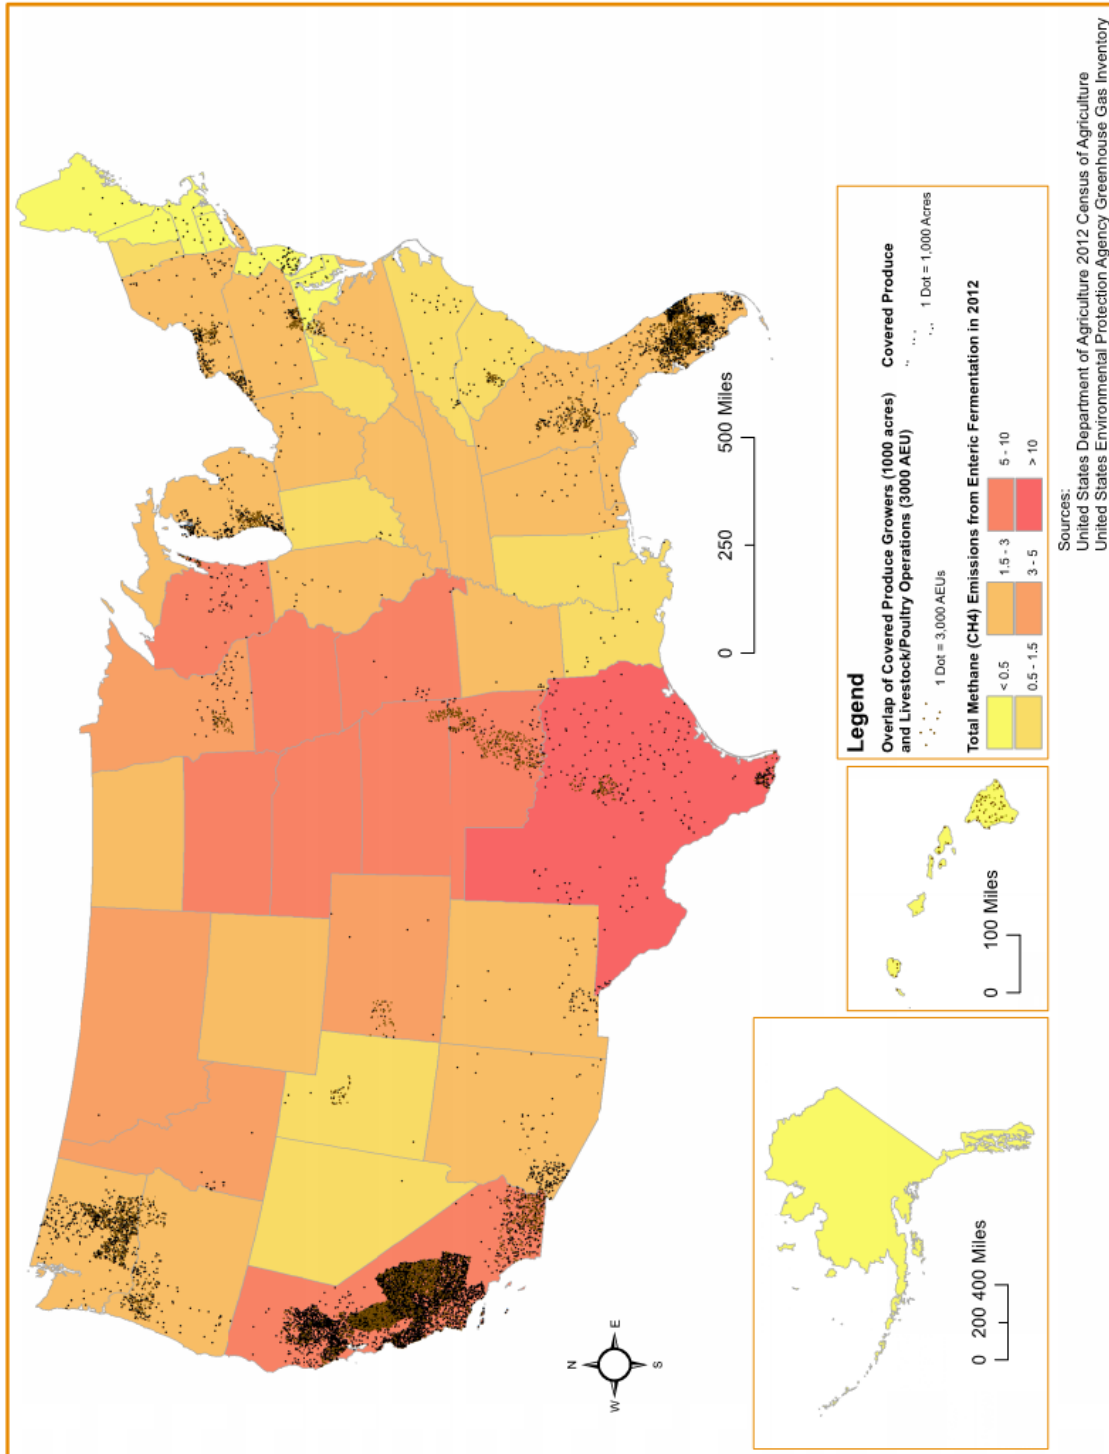 N
W
E
S
0
200 400 Miles
0
100 Miles
0
250
500 Miles
Legend
Overlap of Covered Produce Growers (1000 acres)
and Livestock/Poultry Operations (3000 AEU)
1 Dot = 3,000 AEUs
Covered Produce
1 Dot = 1,000 Acres
Total Methane (CH4) Emissions from Enteric Fermentation in 2012
< 0.5
0.5 - 1.5
1.5 - 3
3 - 5
5 - 10
> 10
Sources:
United States Department of Agriculture 2012 Census of Agriculture
United States Environmental Protection Agency Greenhouse Gas Inventory